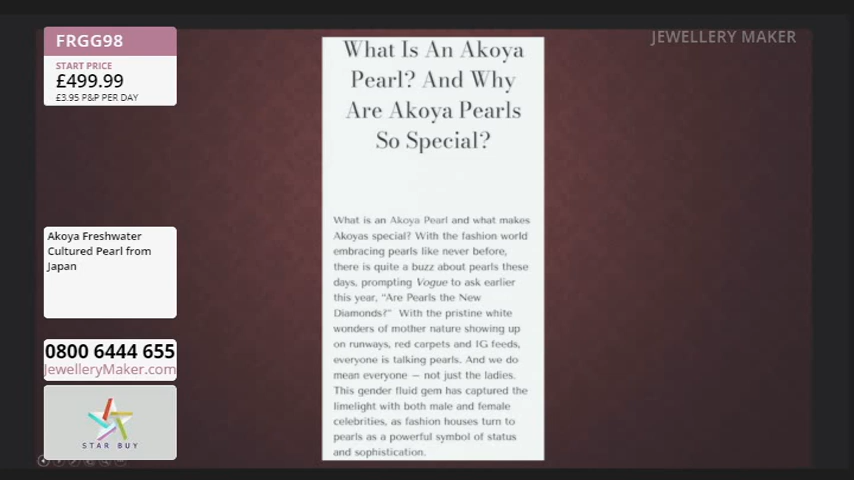 FRGG98
START PRICE
£499.99
£3.95 P&P PER DAY
Akoya Freshwater
Cultured Pearl from
Japan
0800 6444 655
JewelleryMaker.com
STAR BUY
JEWELLERY MAKER
What Is An Akoya
Pearl? And Why
Are Akoya Pearls
So Special?
What is an Akoya Pearl and what makes
Akoyas special? With the fashion world
embracing pearls like never before,
there is quite a buzz about pearls these
days, prompting Vogue to ask earlier
this year, "Are Pearls the New
Diamonds?" With the pristine white
wonders of mother nature showing up
on runways, red carpets and IG feeds,
everyone is talking pearls. And we do
mean everyone – not just the ladies.
This gender fluid gem has captured the
limelight with both male and female
celebrities, as fashion houses turn to
pearls as a powerful symbol of status
and sophistication.